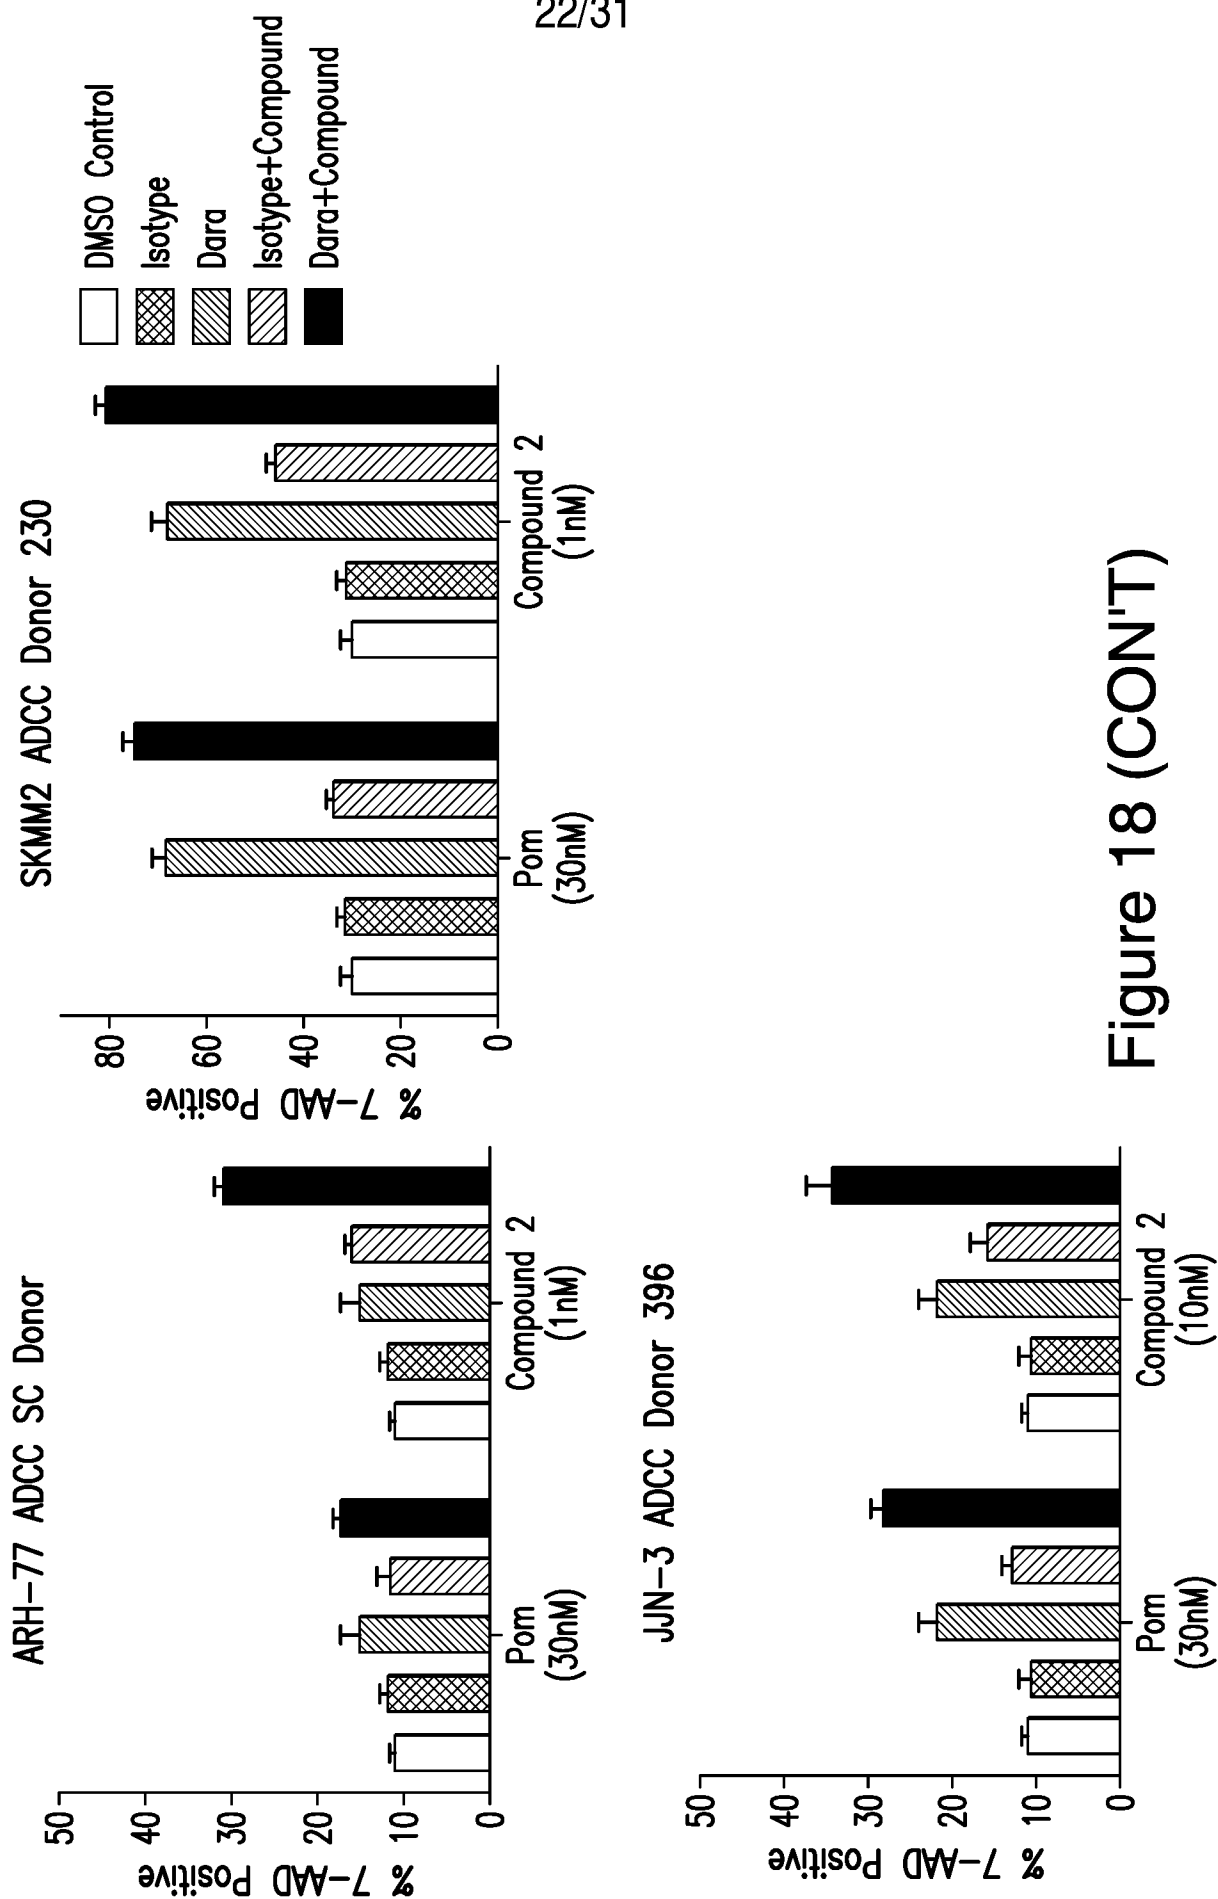 22/31
ARH-77 ADCC SC Donor
% 7-AAD Positive
50
40
30
20
10
0
Pom
(30nM)
Compound 2
(1nM)
SKMM2 ADCC Donor 230
% 7-AAD Positive
80
60
40
20
0
Pom
(30nM)
Compound 2
(1nM)
DMSO Control
Isotype
Dara
Isotype+Compound
Dara+Compound
JJN-3 ADCC Donor 396
% 7-AAD Positive
50
40
30
20
10
0
Pom
(30nM)
Compound 2
(10nM)
Figure 18 (CON'T)